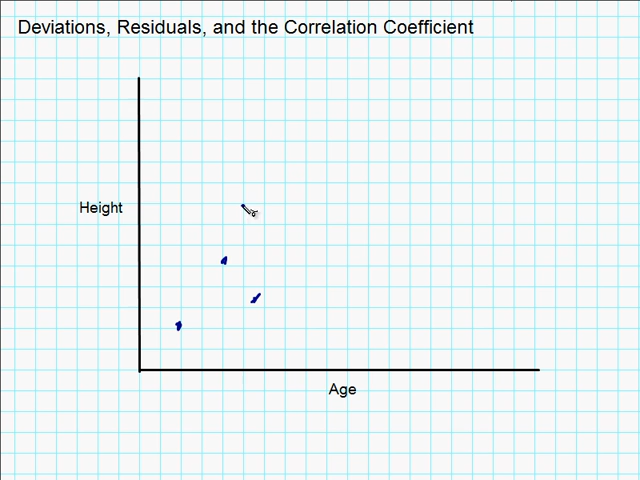 Deviations, Residuals, and the Correlation Coefficient
Height
Age